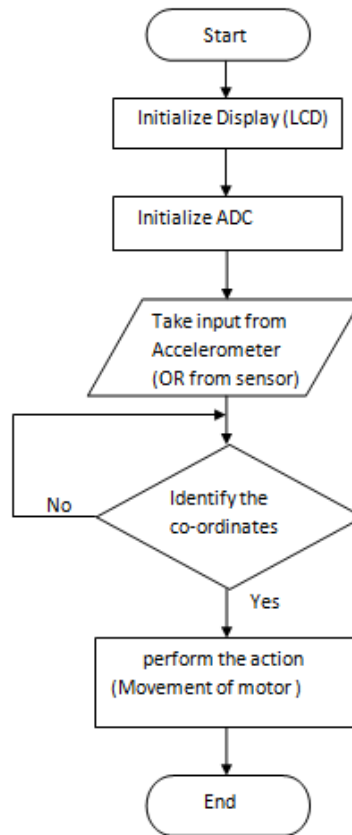 Start
Initialize Display (LCD)
Initialize ADC
Take input from
Accelerometer
(OR from sensor)
Identify the
co-ordinates
No
Yes
perform the action
(Movement of motor )
End